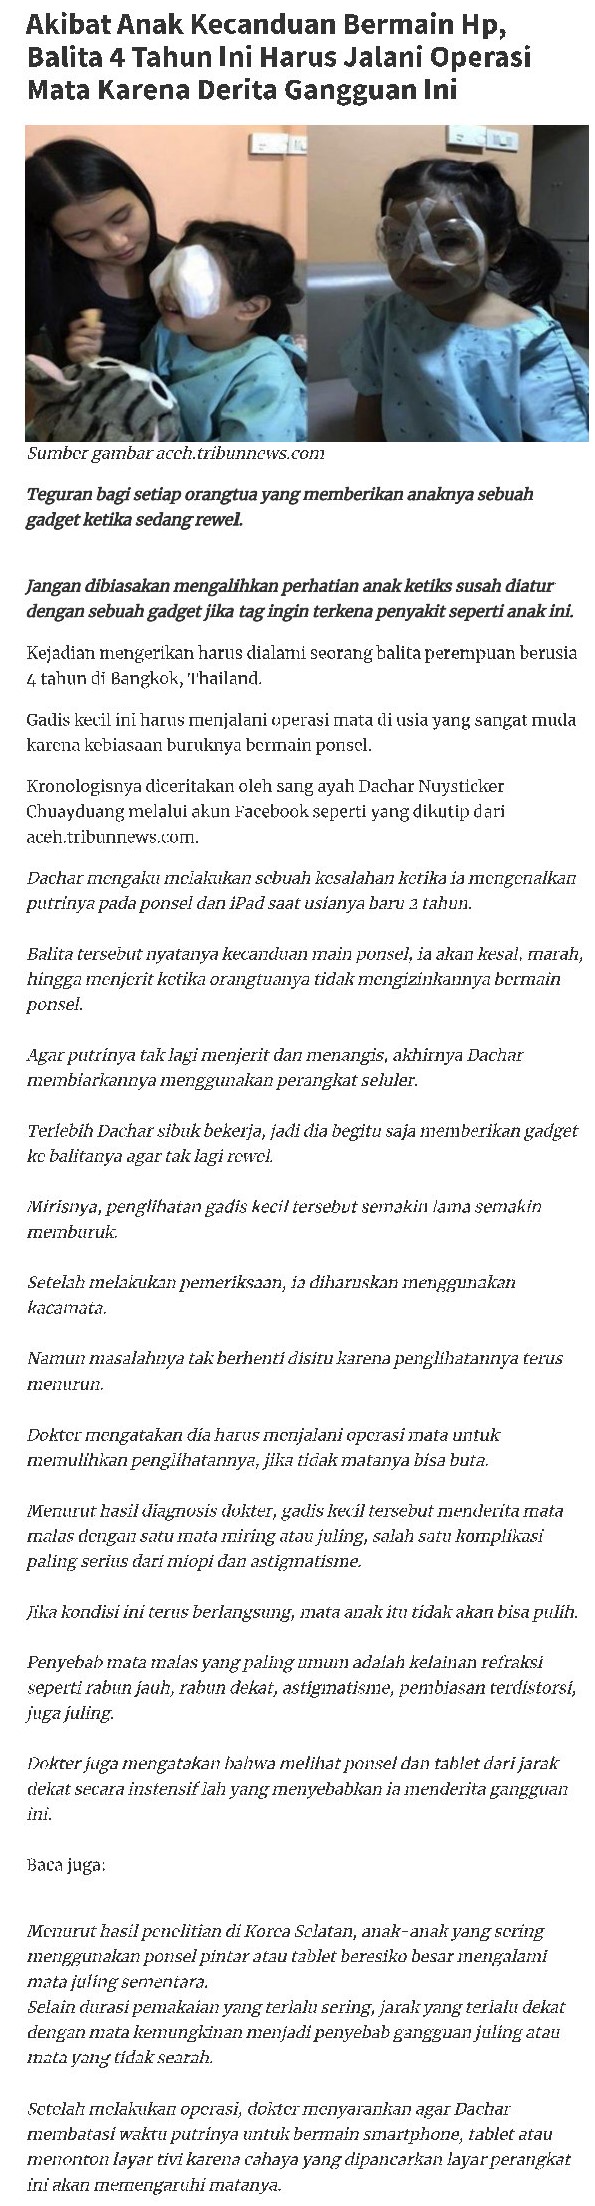 Akibat Anak Kecanduan Bermain Hp,
Balita 4 Tahun Ini Harus Jalani Operasi
Mata Karena Derita Gangguan Ini
Sumber gambar aceh.tribunnews.com
Teguran bagi setiap orangtua yang memberikan anaknya sebuah
gadget ketika sedang rewel.
Jangan dibiasakan mengalihkan perhatian anak ketiks susah diatur
dengan sebuah gadget jika tag ingin terkena penyakit seperti anak ini.
Kejadian mengerikan harus dialami seorang balita perempuan berusia
4 tahun di Bangkok, Thailand.
Gadis kecil ini harus menjalani operasi mata di usia yang sangat muda
karena kebiasaan buruknya bermain ponsel.
Kronologisnya diceritakan oleh sang ayah Dachar Nuysticker
Chuayduang melalui akun Facebook seperti yang dikutip dari
aceh.tribunnews.com.
Dachar mengaku melakukan sebuah kesalahan ketika ia mengenalkan
putrinya pada ponsel dan iPad saat usianya baru 2 tahun.
Balita tersebut nyatanya kecanduan main ponsel, ia akan kesal, marah,
hingga menjerit ketika orangtuanya tidak mengizinkannya bermain
ponsel.
Agar putrinya tak lagi menjerit dan menangis, akhirnya Dachar
membiarkannya menggunakan perangkat seluler.
Terlebih Dachar sibuk bekerja, jadi dia begitu saja memberikan gadget
ke balitanya agar tak lagi rewel.
Mirisnya, penglihatan gadis kecil tersebut semakin lama semakin
memburuk.
Setelah melakukan pemeriksaan, ia diharuskan menggunakan
kacamata.
Namun masalahnya tak berhenti disitu karena penglihatannya terus
menurun.
Dokter mengatakan dia harus menjalani operasi mata untuk
memulihkan penglihatannya, jika tidak matanya bisa buta.
Menurut hasil diagnosis dokter, gadis kecil tersebut menderita mata
malas dengan satu mata miring atau juling, salah satu komplikasi
paling serius dari miopi dan astigmatisme.
Jika kondisi ini terus berlangsung, mata anak itu tidak akan bisa pulih.
Penyebab mata malas yang paling umum adalah kelainan refraksi
seperti rabun jauh, rabun dekat, astigmatisme, pembiasan terdistorsi,
juga juling.
Dokter juga mengatakan bahwa melihat ponsel dan tablet dari jarak
dekat secara instensif lah yang menyebabkan ia menderita gangguan
ini.
Baca juga:
Menurut hasil penelitian di Korea Selatan, anak-anak yang sering
menggunakan ponsel pintar atau tablet beresiko besar mengalami
mata juling sementara.
Selain durasi pemakaian yang terlalu sering, jarak yang terlalu dekat
dengan mata kemungkinan menjadi penyebab gangguan juling atau
mata yang tidak searah.
Setelah melakukan operasi, dokter menyarankan agar Dachar
membatasi waktu putrinya untuk bermain smartphone, tablet atau
menonton layar tivi karena cahaya yang dipancarkan layar perangkat
ini akan memengaruhi matanya.